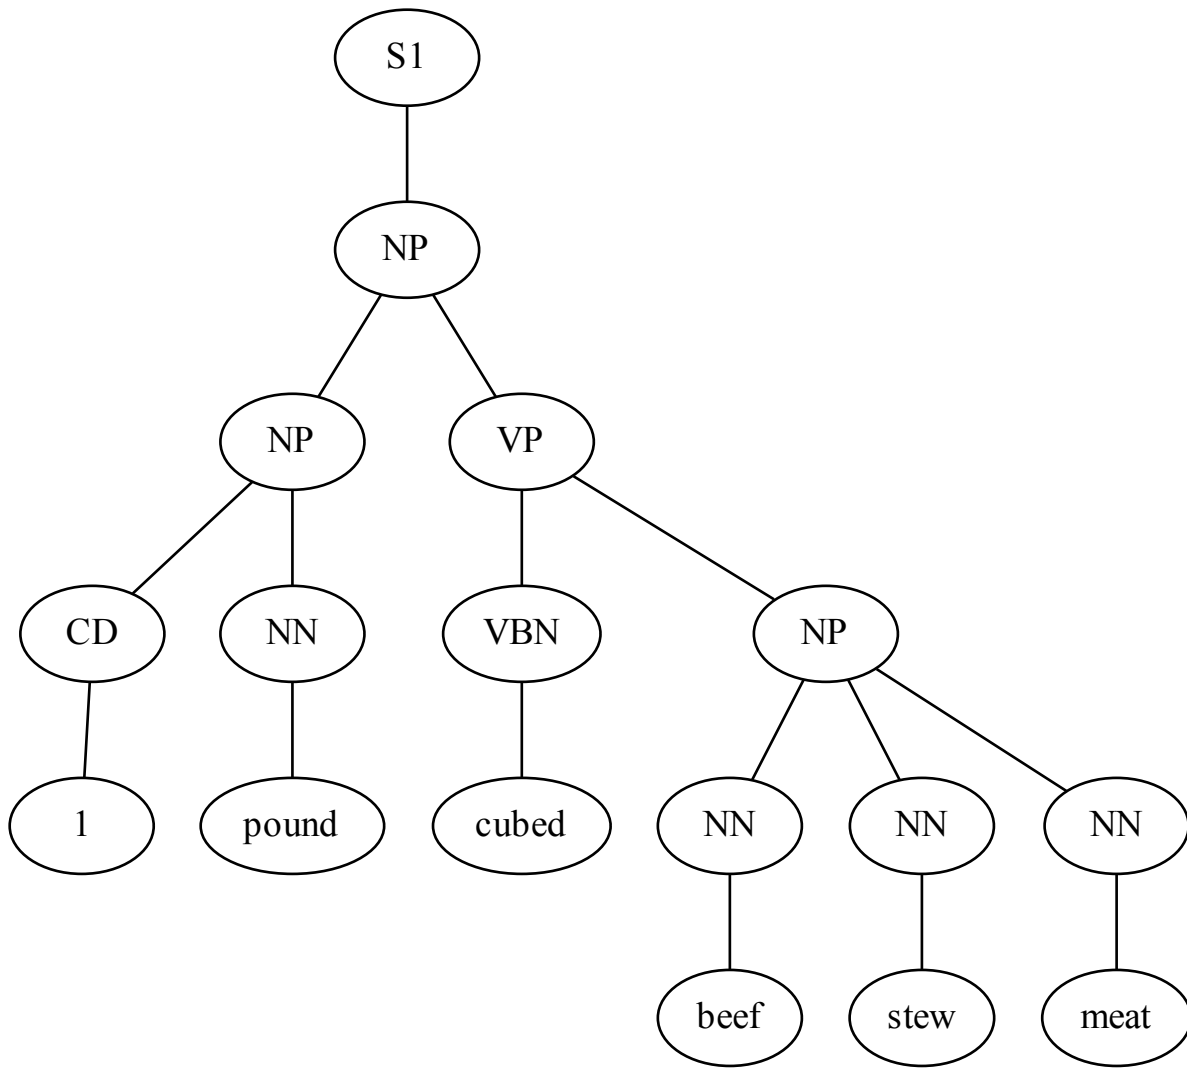 S1
NP
NP VP
CD NN VBN NP
1 pound cubed NN NN NN
beef stew meat